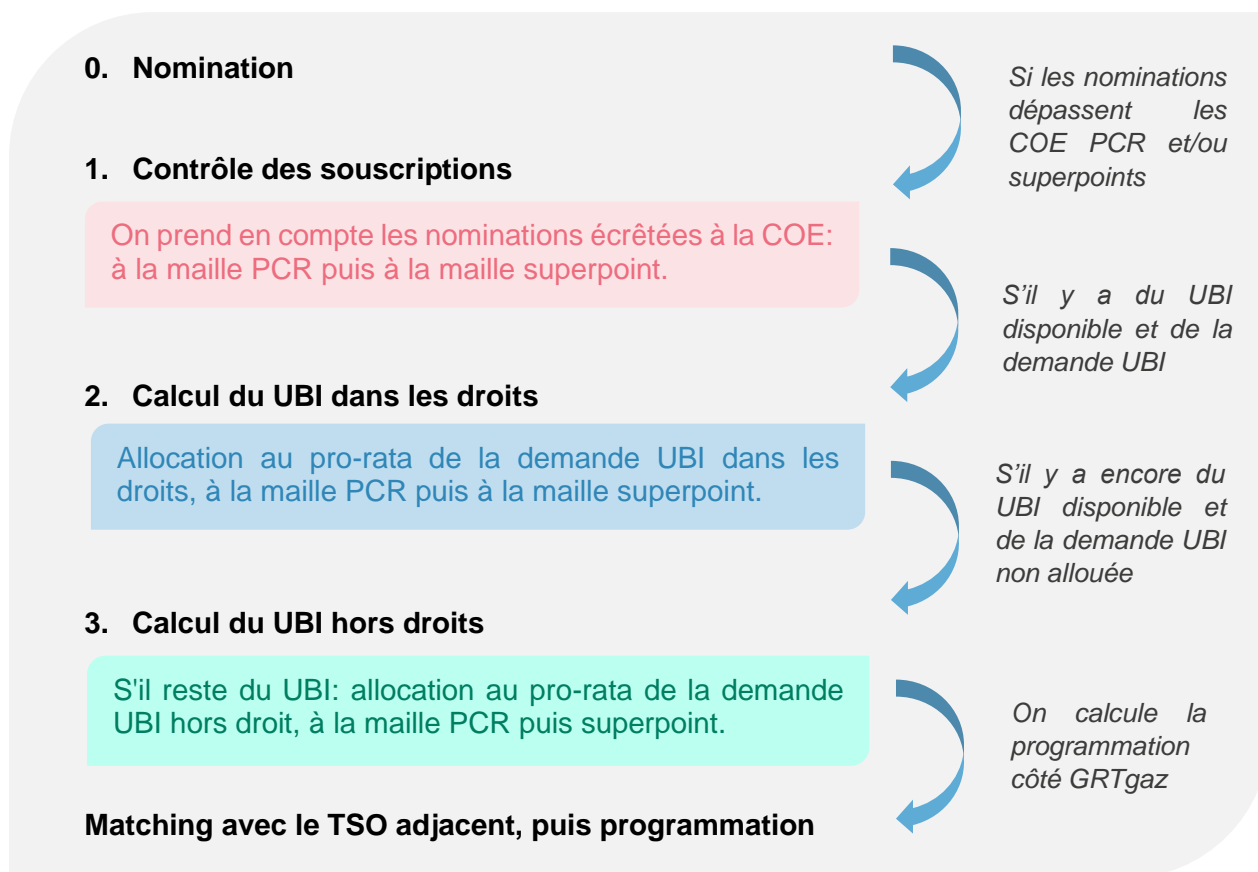 0. Nomination
Si les nominations
dépassent les
COE PCR et/ou
superpoints
1. Contrôle des souscriptions
On prend en compte les nominations écrêtées à la COE:
à la maille PCR puis à la maille superpoint.
S'il y a du UBI
disponible et de la
demande UBI
2. Calcul du UBI dans les droits
Allocation au pro-rata de la demande UBI dans les
droits, à la maille PCR puis à la maille superpoint.
S'il y a encore du
UBI disponible et
de la demande UBI
non allouée
3. Calcul du UBI hors droits
S'il reste du UBI: allocation au pro-rata de la demande
UBI hors droit, à la maille PCR puis superpoint.
On calcule la
programmation
côté GRTgaz
Matching avec le TSO adjacent, puis programmation